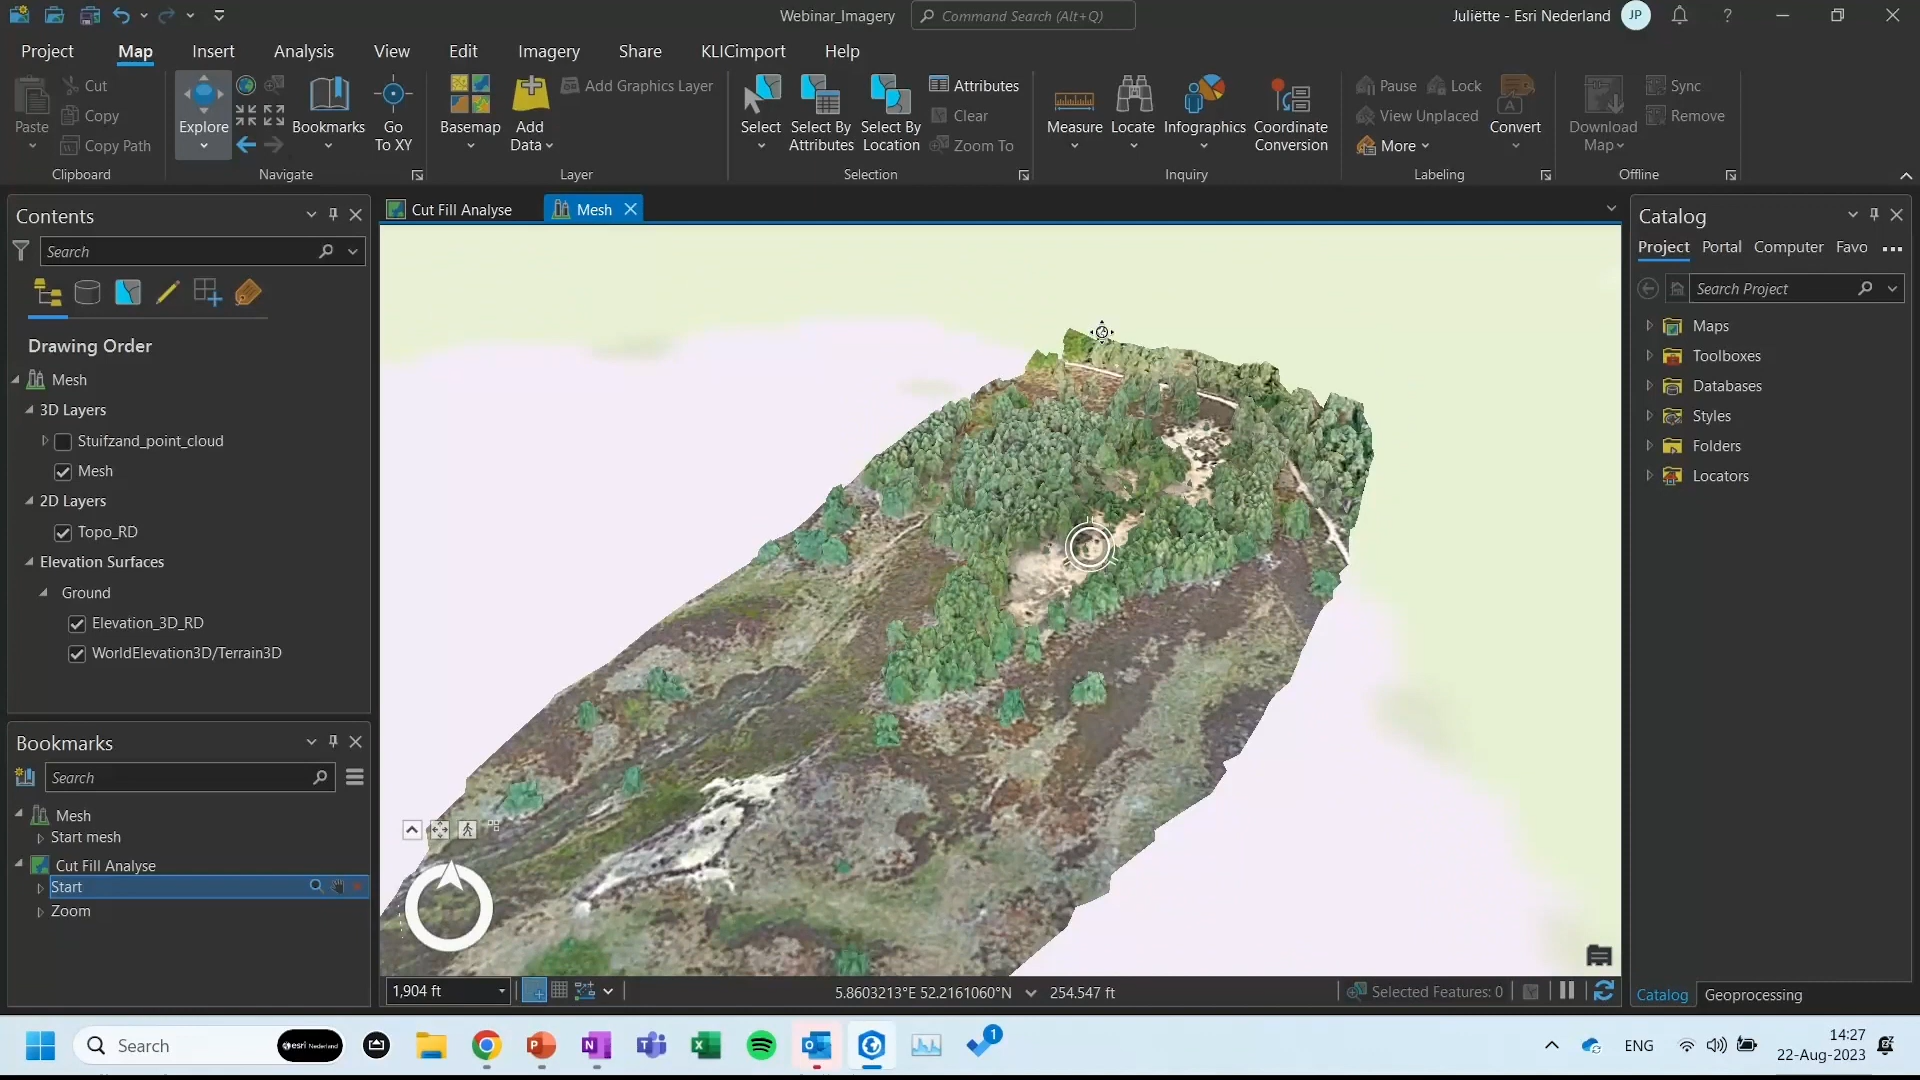 Webinar_Imagery
Command Search (Alt+Q)
Juliëtte - Esri Nederland
JP
?
Project
Map
Insert
Analysis
View
Edit
Imagery
Share
KLICimport
Help
Paste
Cut
Copy
Copy Path
Clipboard
Explore
Bookmarks
Go
To XY
Navigate
Basemap
Add
Data
Add Graphics Layer
Layer
Select
Select By
Attributes
Select By
Location
Attributes
Clear
Zoom To
Selection
Measure
Locate
Infographics
Coordinate
Conversion
Inquiry
Pause
Lock
View Unplaced
More
Convert
Labeling
Download
Map
Sync
Remove
Offline
Contents
Search
Drawing Order
Mesh
3D Layers
Stuifzand_point_cloud
Mesh
2D Layers
Topo_RD
Elevation Surfaces
Ground
Elevation_3D_RD
WorldElevation3D/Terrain3D
Bookmarks
Search
Mesh
Start mesh
Cut Fill Analyse
Start
Zoom
Cut Fill Analyse
Mesh
1,904 ft
5.8603213°E 52.2161060°N
254.547 ft
Selected Features: 0
Catalog
Project
Portal
Computer
Favo
Search Project
Maps
Toolboxes
Databases
Styles
Folders
Locators
Catalog
Geoprocessing
Search
esri Nederland
1
ENG
14:27
22-Aug-2023